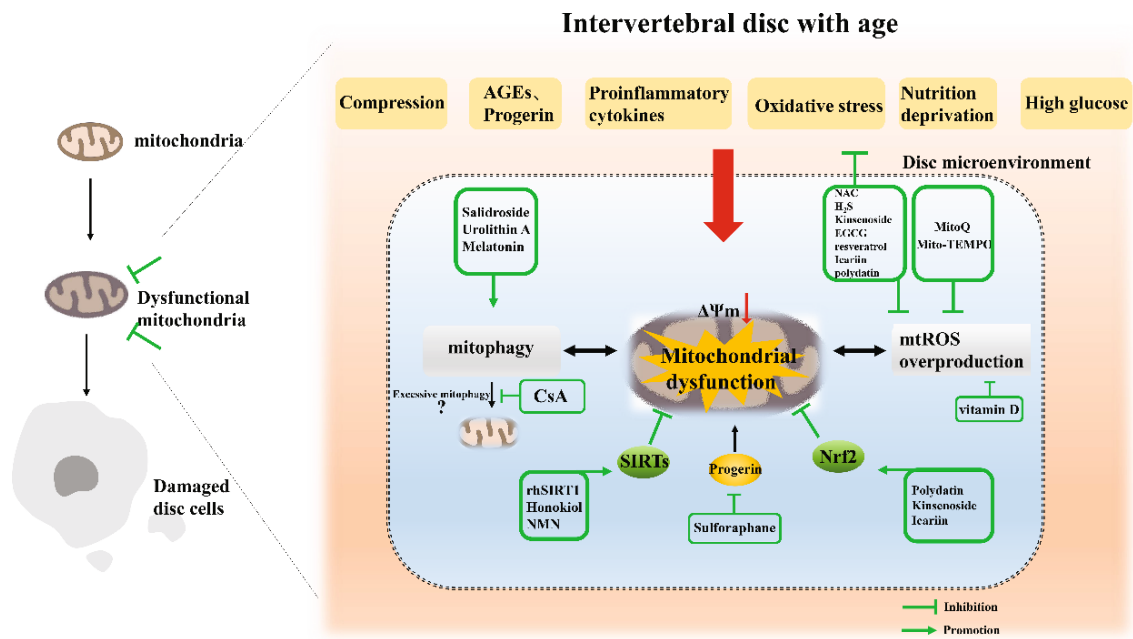 Intervertebral disc with age
Compression
AGEs、
Progerin
Proinflammatory
cytokines
Oxidative stress
Nutrition
deprivation
High glucose
mitochondria
Dysfunctional
mitochondria
Damaged
disc cells
Disc microenvironment
Salidroside
Urolithin A
Melatonin
NAC
H₂S
Kinsenoside
EGCG
resveratrol
Icariin
polydatin
MitoQ
Mito-TEMPO
mitophagy
ΔΨm
Mitochondrial
dysfunction
mtROS
overproduction
Excessive mitophagy
?
CsA
vitamin D
SIRTs
Progerin
Nrf2
rhSIRT1
Honokiol
NMN
Sulforaphane
Polydatin
Kinsenoside
Icariin
Inhibition
Promotion